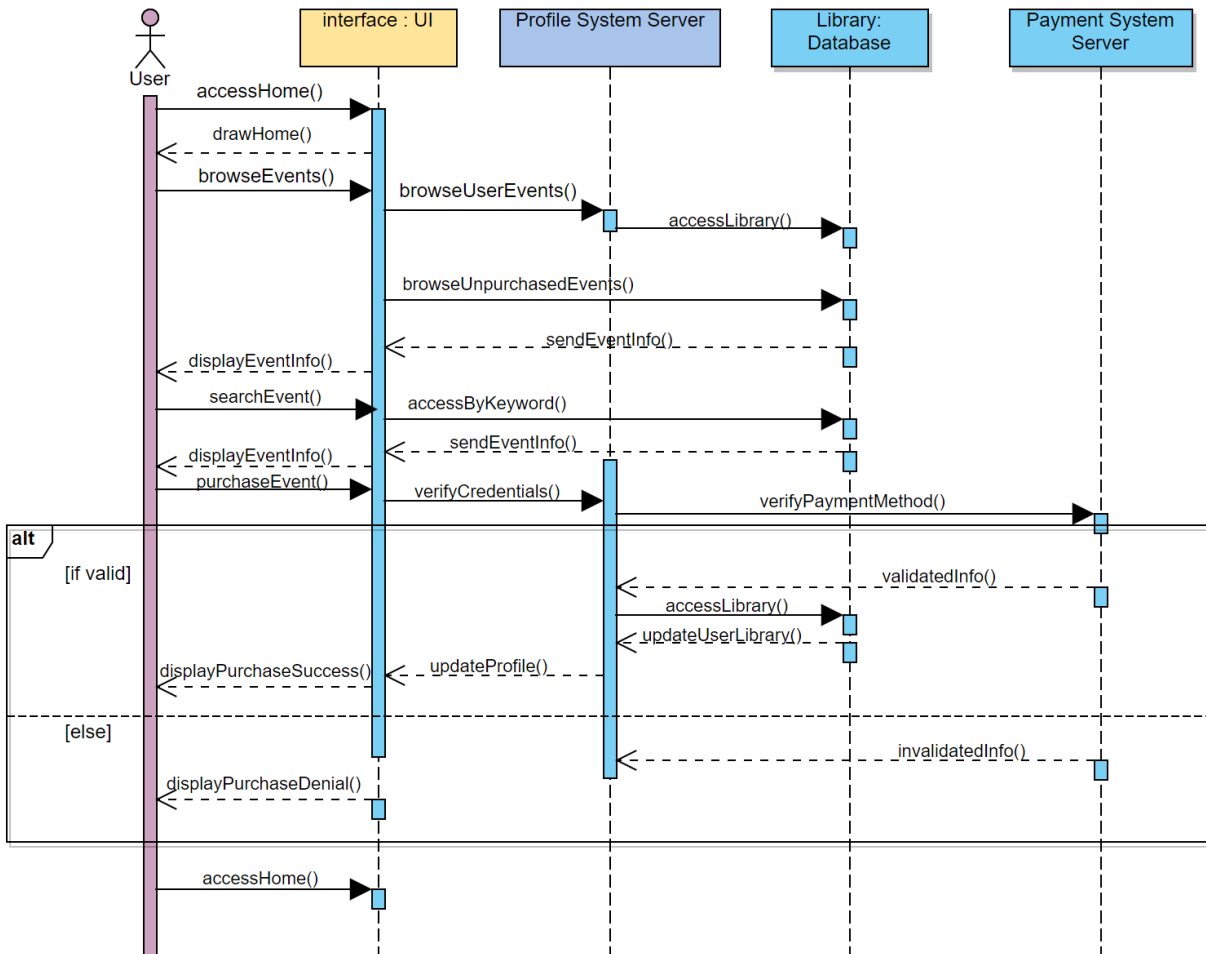 interface : UI
Profile System Server
Library:
Database
Payment System
Server
User
accessHome()
drawHome()
browseEvents()
browseUserEvents()
accessLibrary()
browseUnpurchasedEvents()
sendEventInfo()
displayEventInfo()
searchEvent()
accessByKeyword()
sendEventInfo()
displayEventInfo()
purchaseEvent()
verifyCredentials()
verifyPaymentMethod()
alt
[if valid]
validatedInfo()
accessLibrary()
updateUserLibrary()
updateProfile()
displayPurchaseSuccess()
[else]
invalidatedInfo()
displayPurchaseDenial()
accessHome()